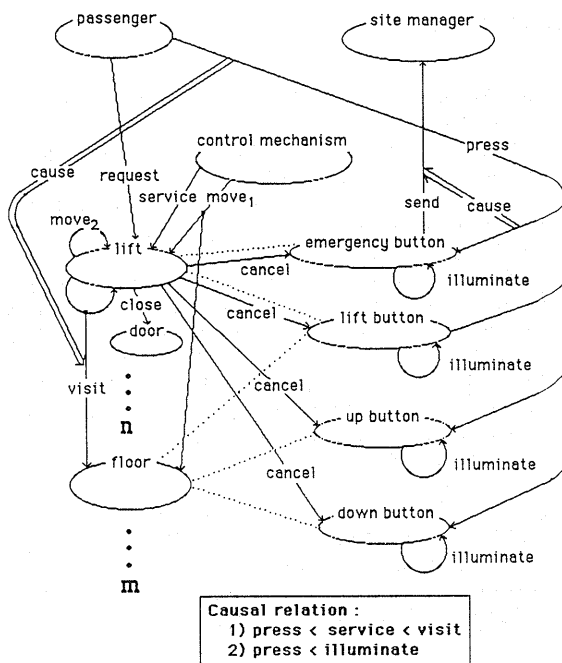 passenger
site manager
control mechanism
press
cause
request
service move1
send
cause
move2
lift
emergency button
cancel
illuminate
close
door
cancel
lift button
illuminate
visit
n
cancel
up button
illuminate
floor
cancel
down button
illuminate
m
Causal relation :
1) press < service < visit
2) press < illuminate